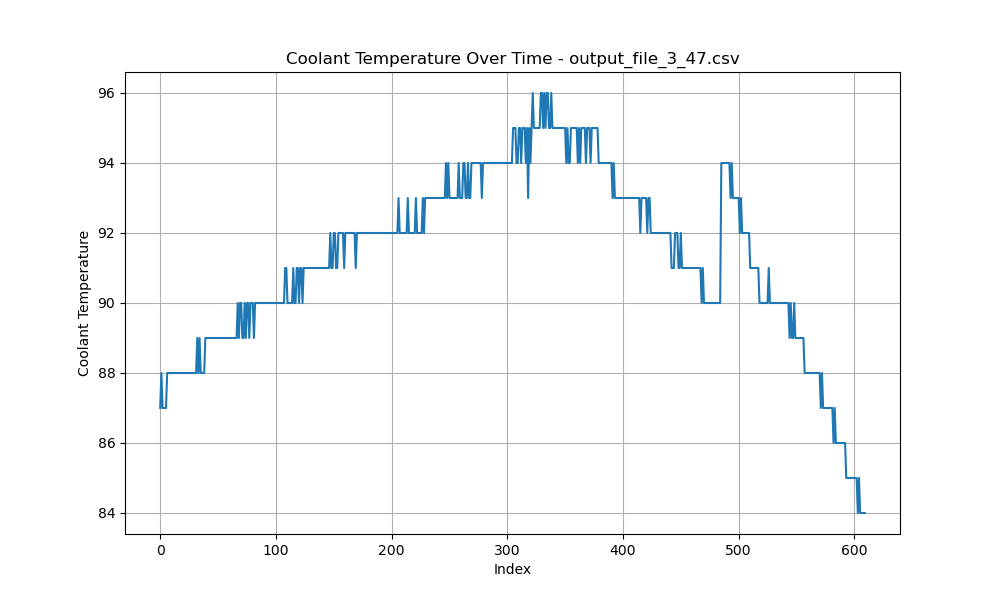 Coolant Temperature Over Time - output_file_3_47.csv
96
94
92
90
88
86
84
Coolant Temperature
0 100 200 300 400 500 600
Index